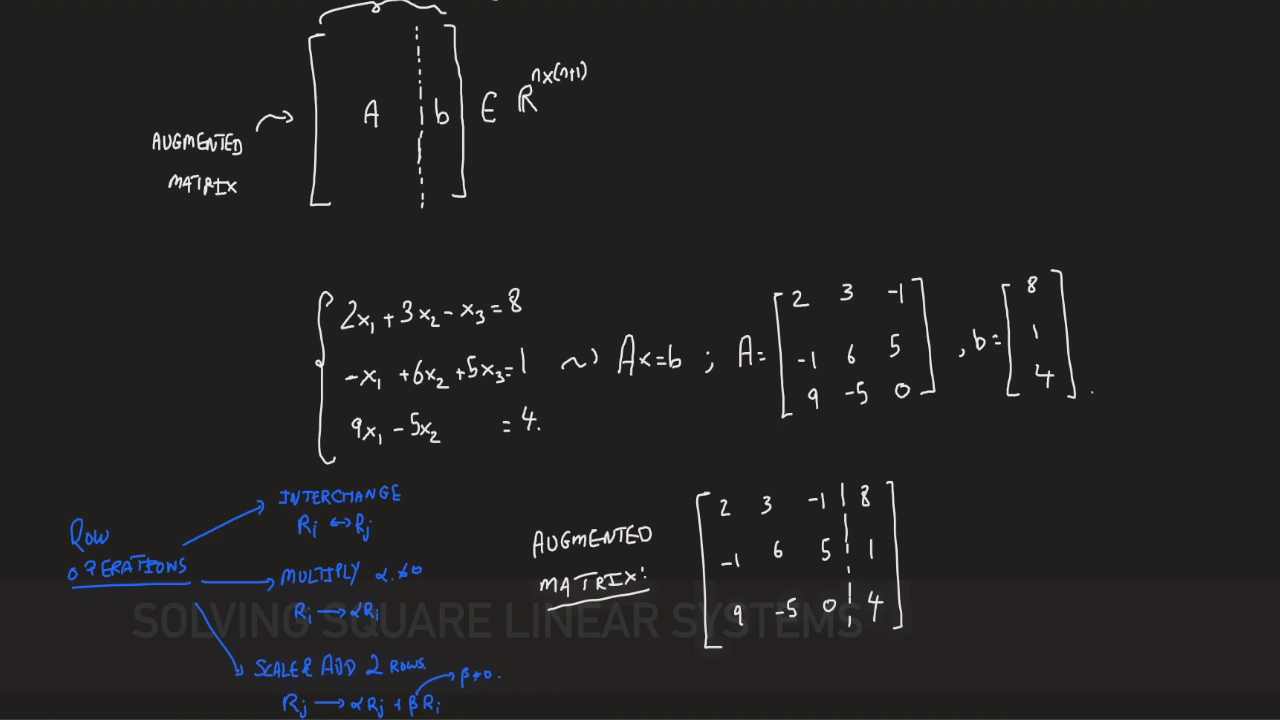 [ A ¦ b ] ∈ ℝ^{n×(n+1)}
AUGMENTED
MATRIX
2x₁ + 3x₂ - x₃ = 8
-x₁ + 6x₂ + 5x₃ = 1
9x₁ - 5x₂ = 4.
~) Ax=b ; A= [2 3 -1
-1 6 5
9 -5 0] , b= [8
1
4] .
ROW
OPERATIONS
INTERCHANGE
Rᵢ ↔ Rⱼ
MULTIPLY α ≠ 0
Rᵢ → αRᵢ
SCALE & ADD 2 ROWS.
β ≠ 0.
Rⱼ → αRⱼ + βRᵢ
AUGMENTED
MATRIX:
2 3 -1 ¦ 8
-1 6 5 ¦ 1
9 -5 0 ¦ 4
SOLVING SQUARE LINEAR SYSTEMS